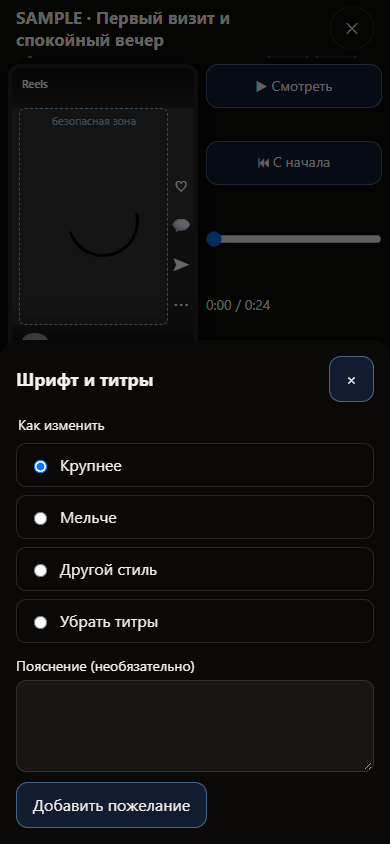 SAMPLE · Первый визит и
спокойный вечер
Reels
безопасная зона
▶ Смотреть
⏮ С начала
0:00 / 0:24
Шрифт и титры
×
Как изменить
Крупнее
Мельче
Другой стиль
Убрать титры
Пояснение (необязательно)
Добавить пожелание